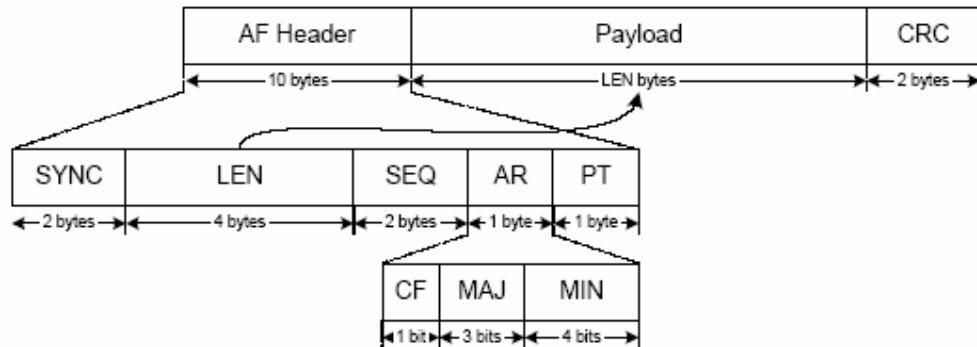 AF Header Payload CRC
10 bytes LEN bytes 2 bytes
SYNC LEN SEQ AR PT
2 bytes 4 bytes 2 bytes 1 byte 1 byte
CF MAJ MIN
1 bit 3 bits 4 bits